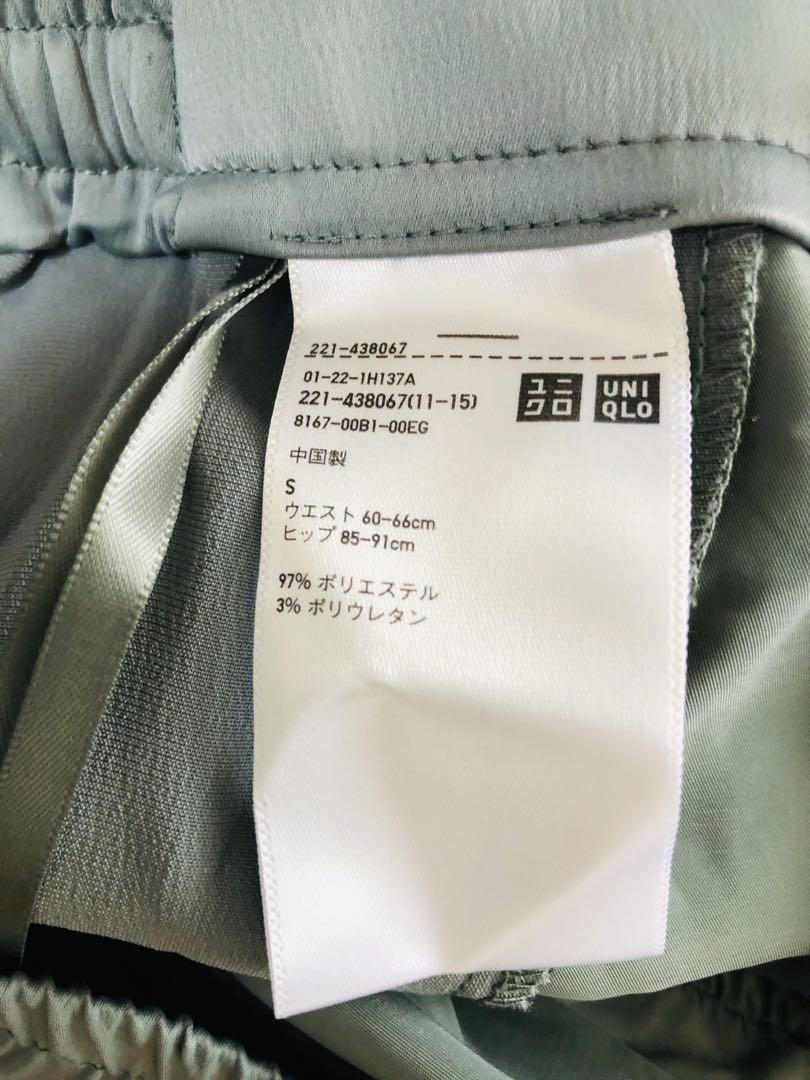 221-438067
01-22-1H137A
221-438067(11-15)
8167-00B1-00EG
ユニ
クロ
UNI
QLO
中国製
S
ウエスト 60-66cm
ヒップ 85-91cm
97% ポリエステル
3% ポリウレタン